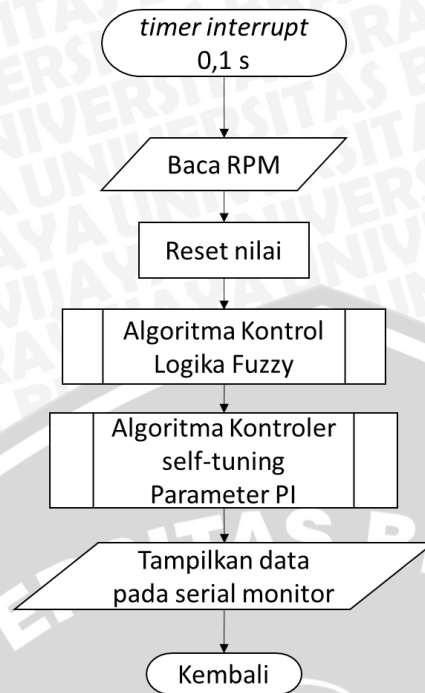 timer interrupt
0,1 s
Baca RPM
Reset nilai
Algoritma Kontrol
Logika Fuzzy
Algoritma Kontroler
self-tuning
Parameter PI
Tampilkan data
pada serial monitor
Kembali